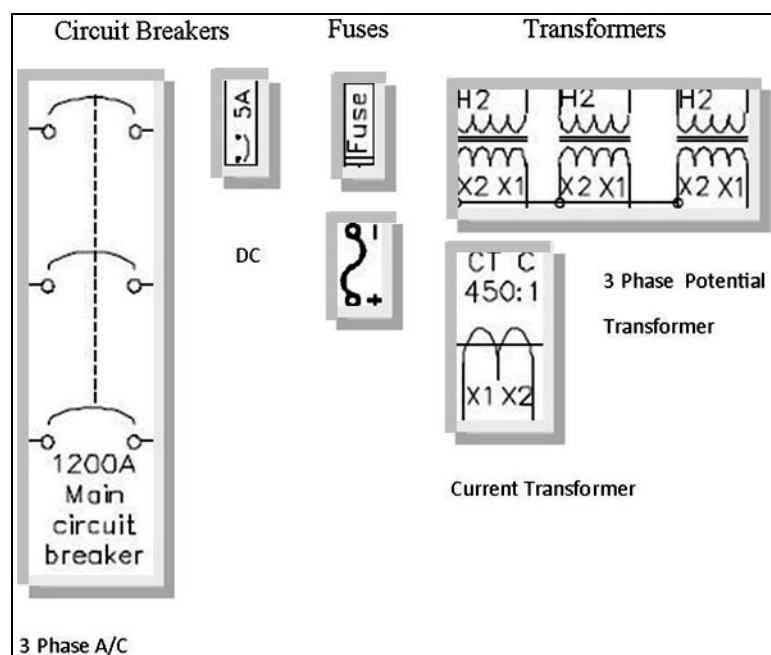 Circuit Breakers
Fuses
Transformers
5A
Fuse
H2 H2 H2
X2 X1 X2 X1 X2 X1
DC
- 
+
CT C
450:1
X1 X2
3 Phase Potential
Transformer
Current Transformer
1200A
Main
circuit
breaker
3 Phase A/C